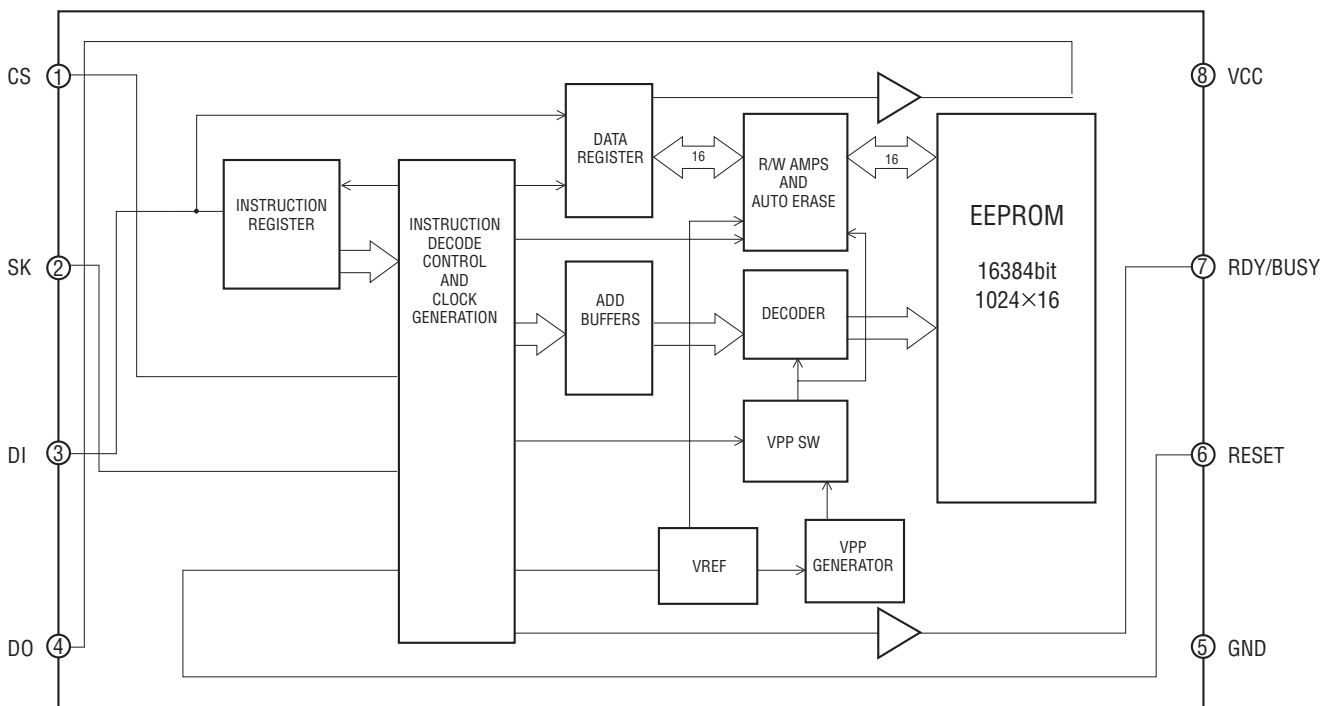 CS
1
SK
2
DI
3
DO
4
INSTRUCTION
REGISTER
INSTRUCTION
DECODE
CONTROL
AND
CLOCK
GENERATION
DATA
REGISTER
16
R/W AMPS
AND
AUTO ERASE
16
EEPROM
16384bit
1024×16
ADD
BUFFERS
DECODER
VPP SW
VREF
VPP
GENERATOR
8
VCC
7
RDY/BUSY
6
RESET
5
GND